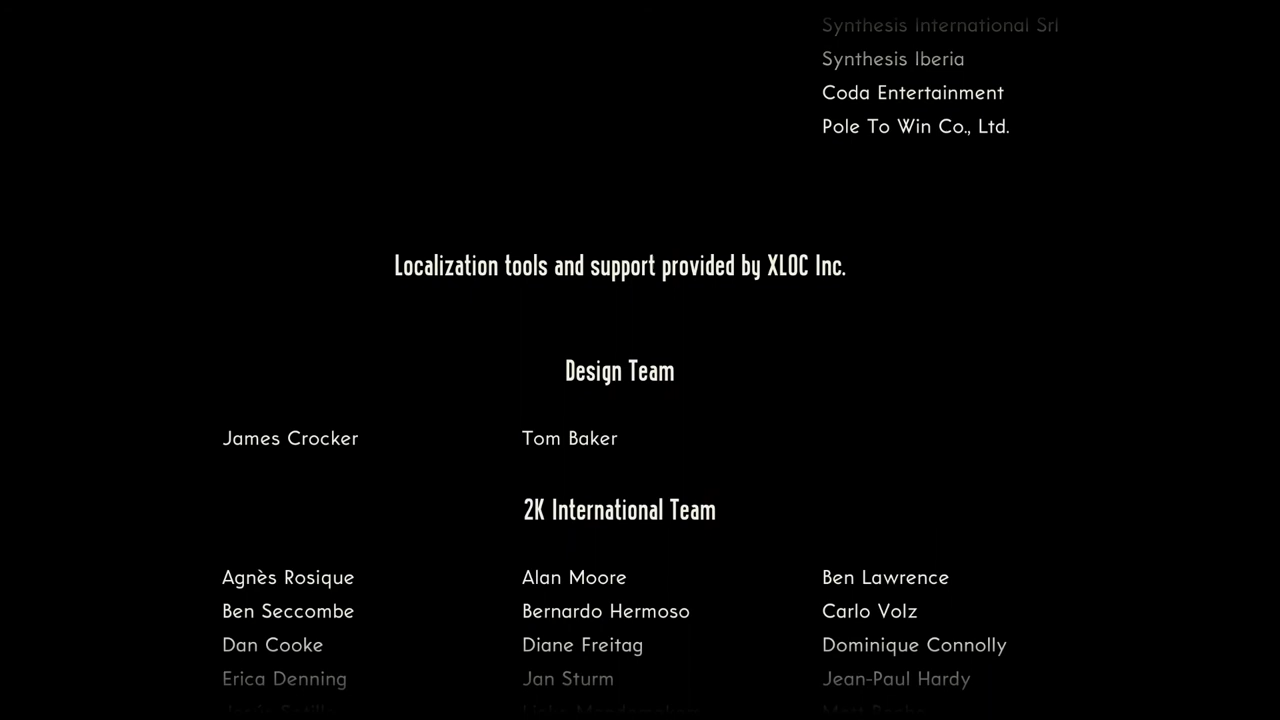 Synthesis International Srl
Synthesis Iberia
Coda Entertainment
Pole To Win Co., Ltd.
Localization tools and support provided by XLOC Inc.
Design Team
James Crocker Tom Baker
2K International Team
Agnès Rosique Alan Moore Ben Lawrence
Ben Seccombe Bernardo Hermoso Carlo Volz
Dan Cooke Diane Freitag Dominique Connolly
Erica Denning Jan Sturm Jean-Paul Hardy